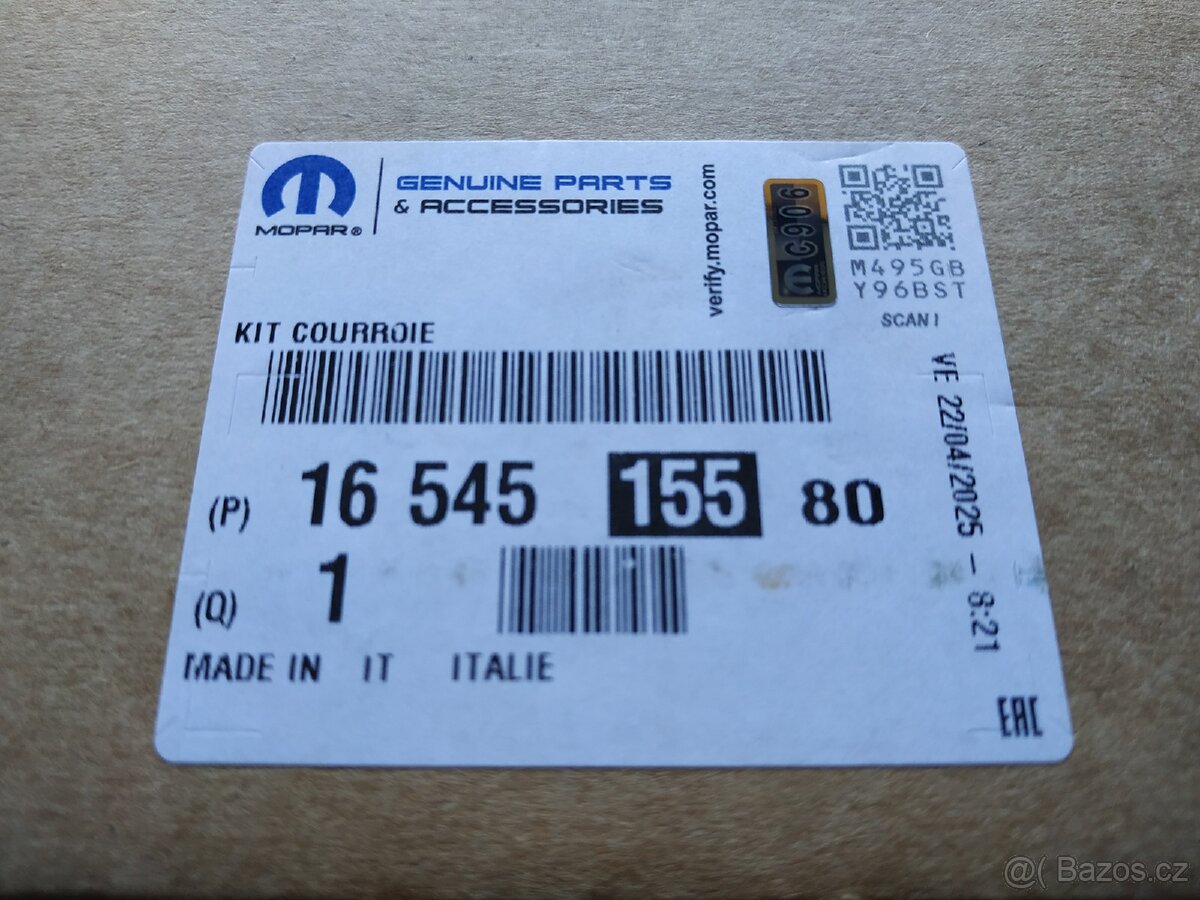 MOPAR®
GENUINE PARTS
& ACCESSORIES
verify.mopar.com
C906
M495GB
Y96BST
SCAN!
KIT COURROIE
VE 22/04/2025 - 8:21
(P) 16 545 155 80
(Q) 1
MADE IN IT ITALIE
EAC
@( Bazos.cz